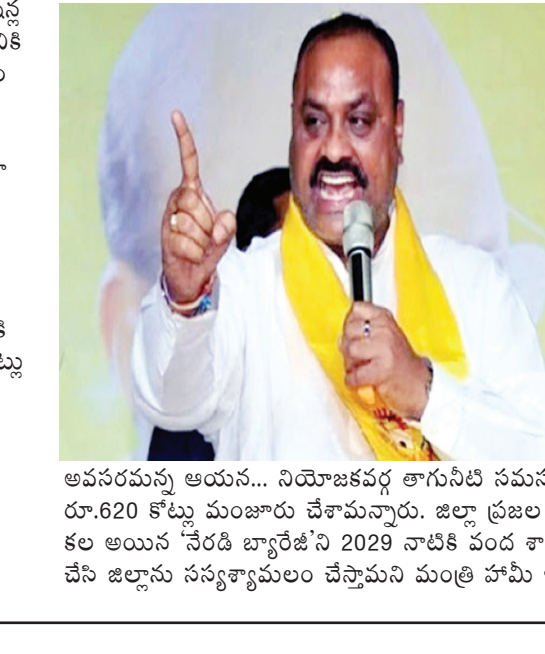 నికి
ట్లు
అవసరమన్న ఆయన... నియోజకవర్గ తాగునీటి
రూ.620 కోట్లు మంజూరు చేశామన్నారు. జిల్లా ప్రజల
కల అయిన ‘నేరడి బ్యారేజీ’ని 2029 నాటికి వంద
చేసి జిల్లాను సస్యశ్యామలం చేస్తామని మంత్రి హామీ